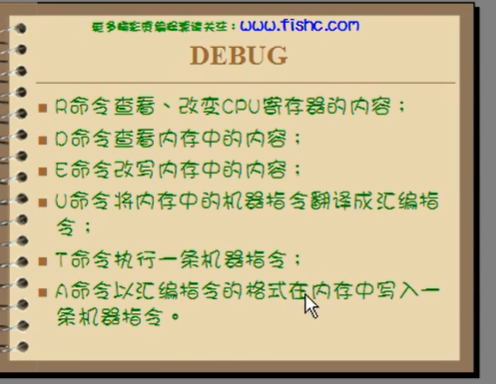 更多精彩视频教程请关注：www.fishc.com
DEBUG
R命令查看、改变CPU寄存器的内容；
D命令查看内存中的内容；
E命令改写内存中的内容；
U命令将内存中的机器指令翻译成汇编指
令；
T命令执行一条机器指令；
A命令以汇编指令的格式在内存中写入一
条机器指令。